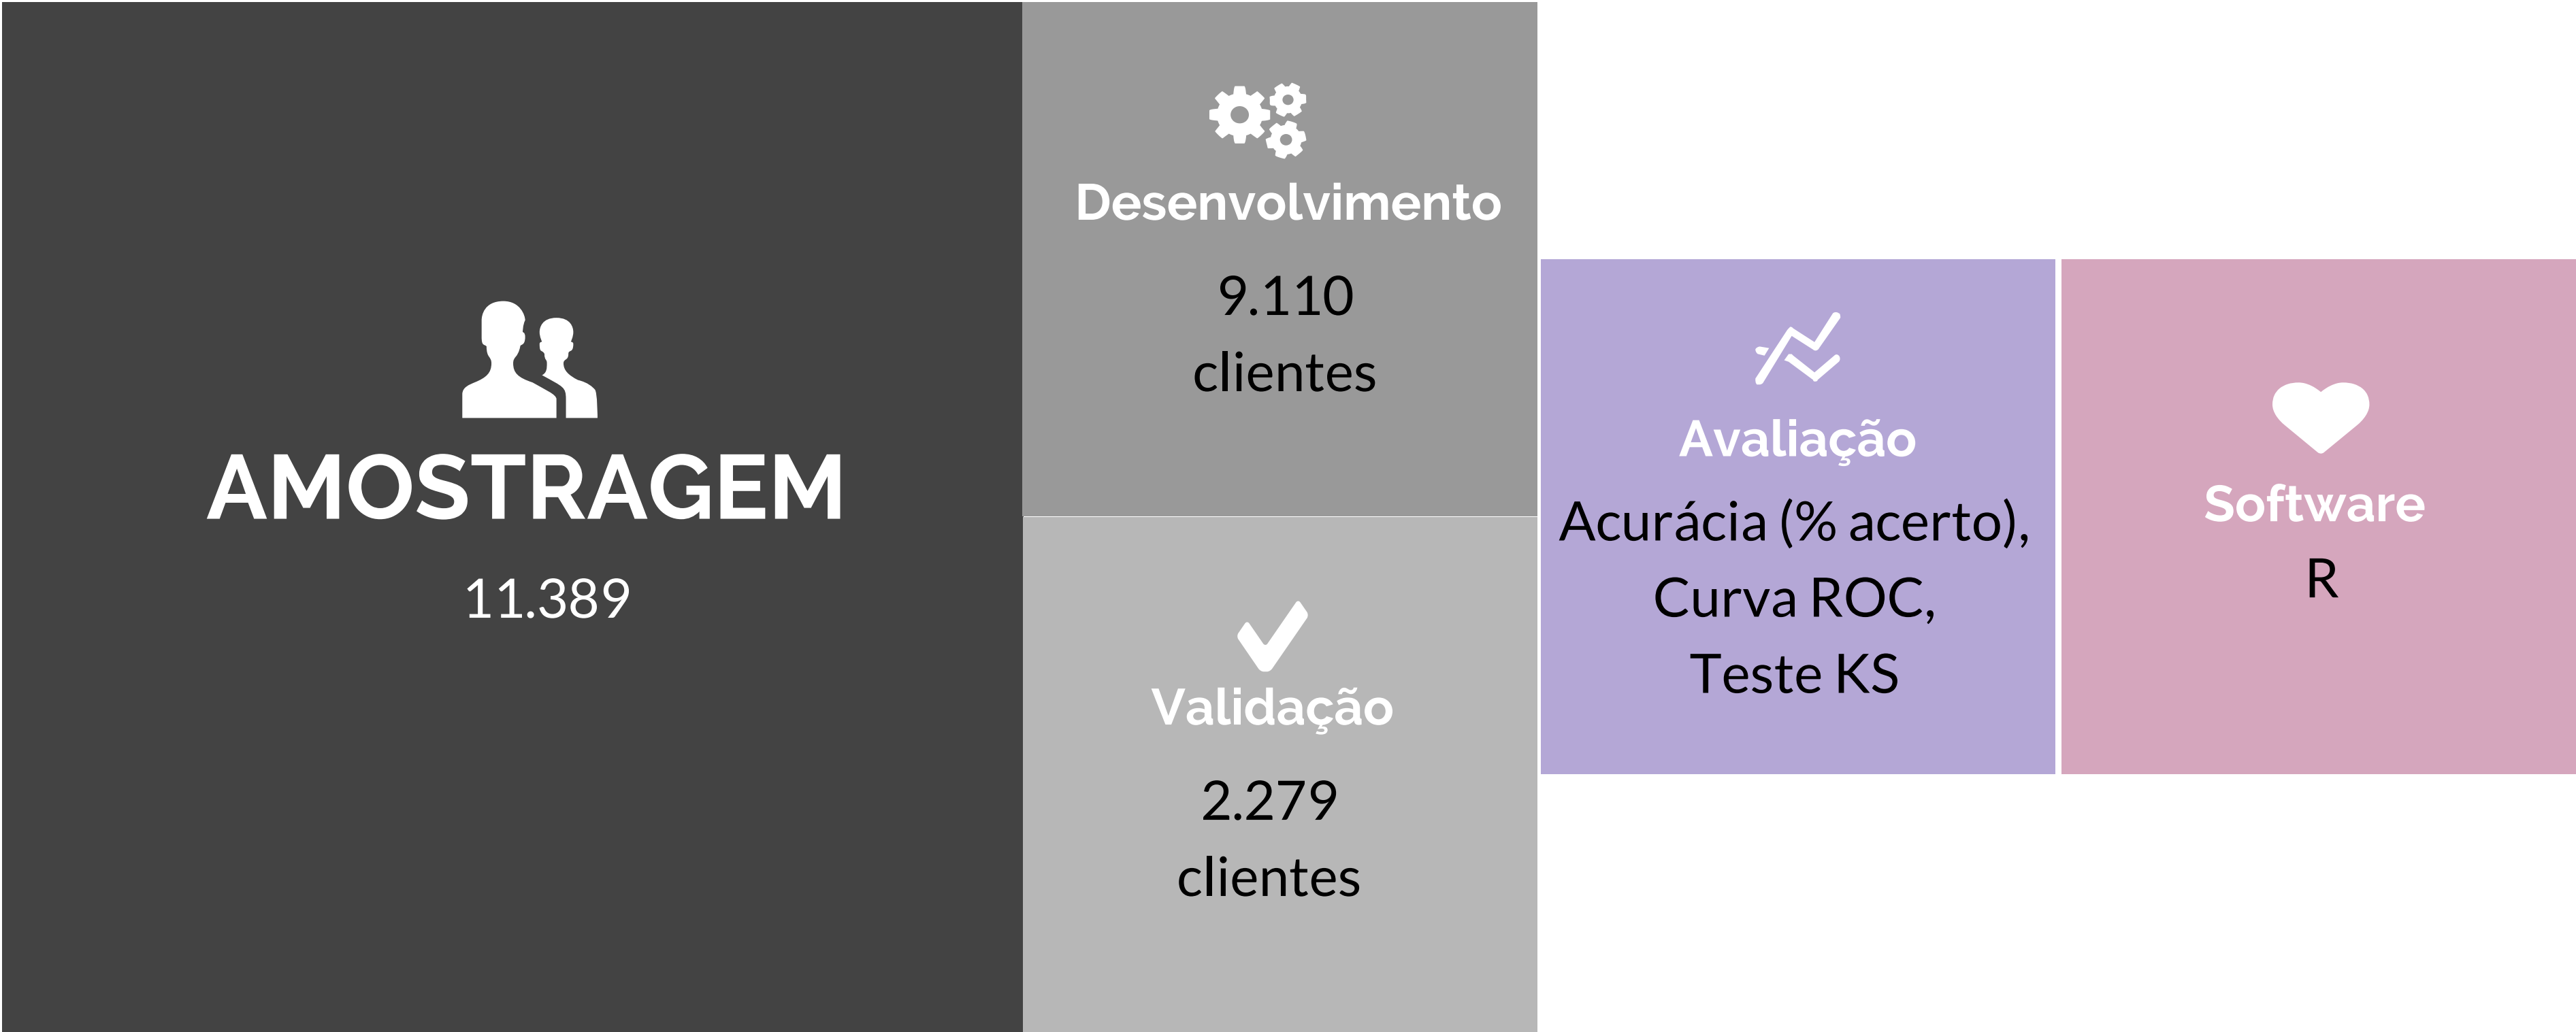 AMOSTRAGEM
11.389
Desenvolvimento
9.110
clientes
Validação
2.279
clientes
Avaliação
Acurácia (% acerto),
Curva ROC,
Teste KS
Software
R